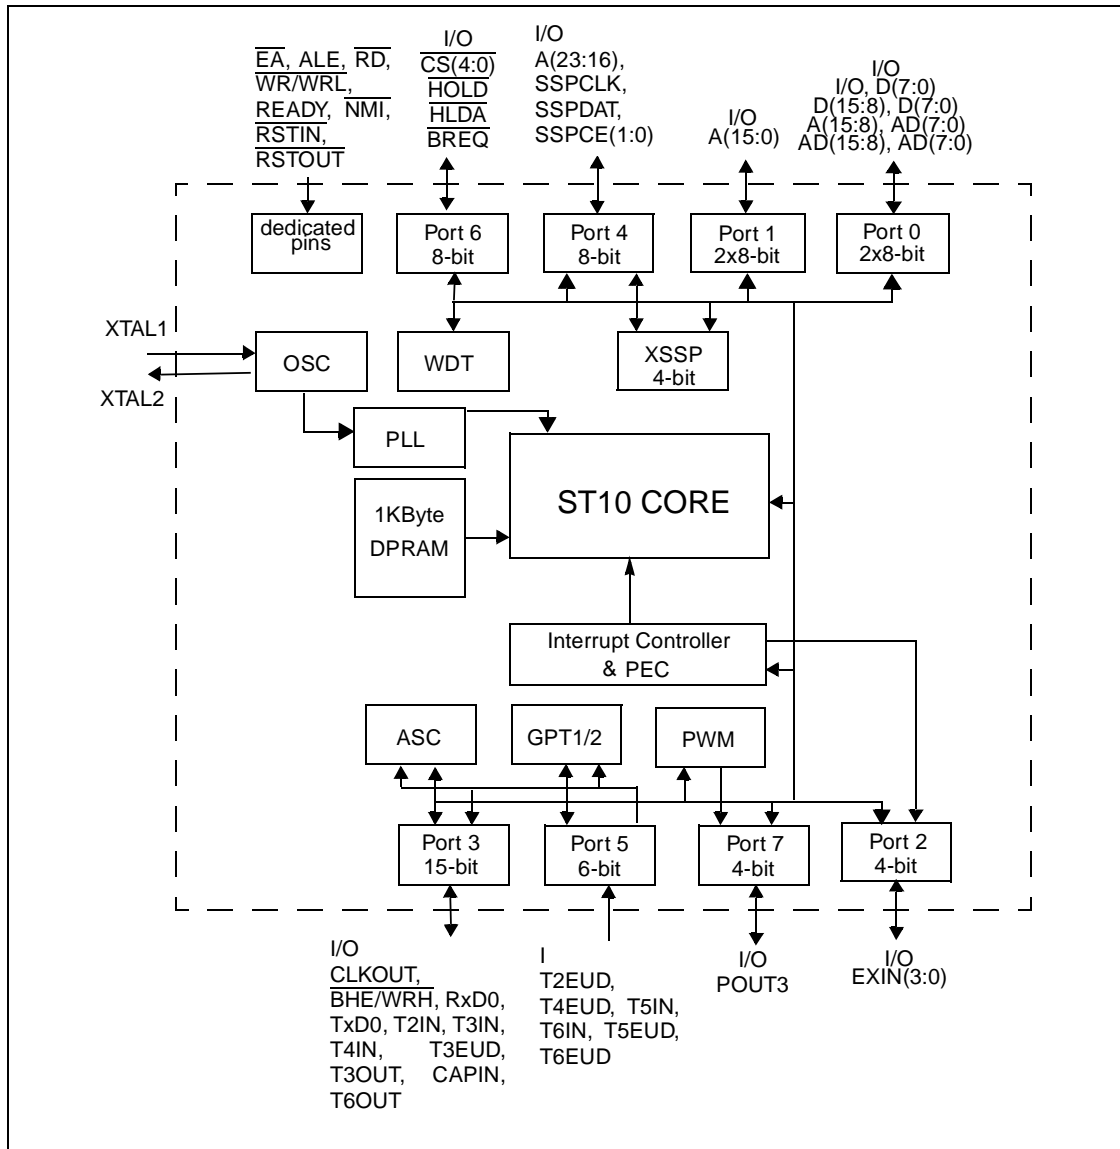 EA, ALE, RD,
WR/WRL,
READY, NMI,
RSTIN,
RSTOUT
I/O
CS(4:0)
HOLD
HLDA
BREQ
I/O
A(23:16),
SSPCLK,
SSPDAT,
SSPCE(1:0)
I/O
A(15:0)
I/O
I/O, D(7:0)
D(15:8), D(7:0)
A(15:8), AD(7:0)
AD(15:8), AD(7:0)
dedicated
pins
Port 6
8-bit
Port 4
8-bit
Port 1
2x8-bit
Port 0
2x8-bit
XTAL1
XTAL2
OSC
WDT
XSSP
4-bit
PLL
1KByte
DPRAM
ST10 CORE
Interrupt Controller
& PEC
ASC
GPT1/2
PWM
Port 3
15-bit
Port 5
6-bit
Port 7
4-bit
Port 2
4-bit
I/O
CLKOUT,
BHE/WRH, RxD0,
TxD0, T2IN, T3IN,
T4IN, T3EUD,
T3OUT, CAPIN,
T6OUT
I
T2EUD,
T4EUD, T5IN,
T6IN, T5EUD,
T6EUD
I/O
POUT3
I/O
EXIN(3:0)